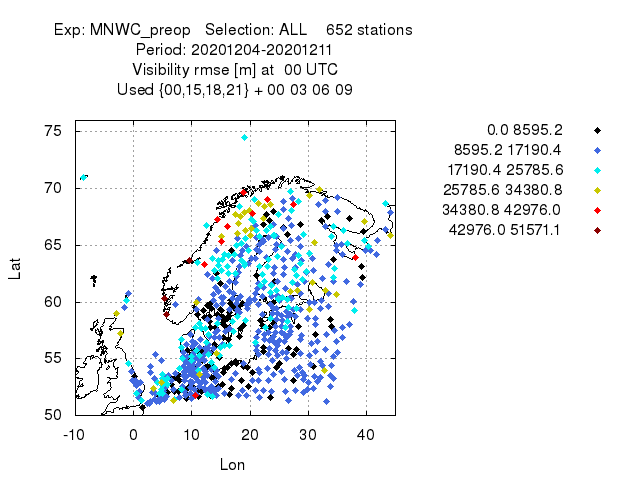 Exp: MNWC_preop   Selection: ALL    652 stations
Period: 20201204-20201211
Visibility rmse [m] at  00 UTC
Used {00,15,18,21} + 00 03 06 09
0.0 8595.2
8595.2 17190.4
17190.4 25785.6
25785.6 34380.8
34380.8 42976.0
42976.0 51571.1
75
70
65
60
55
50
Lat
-10 0 10 20 30 40
Lon